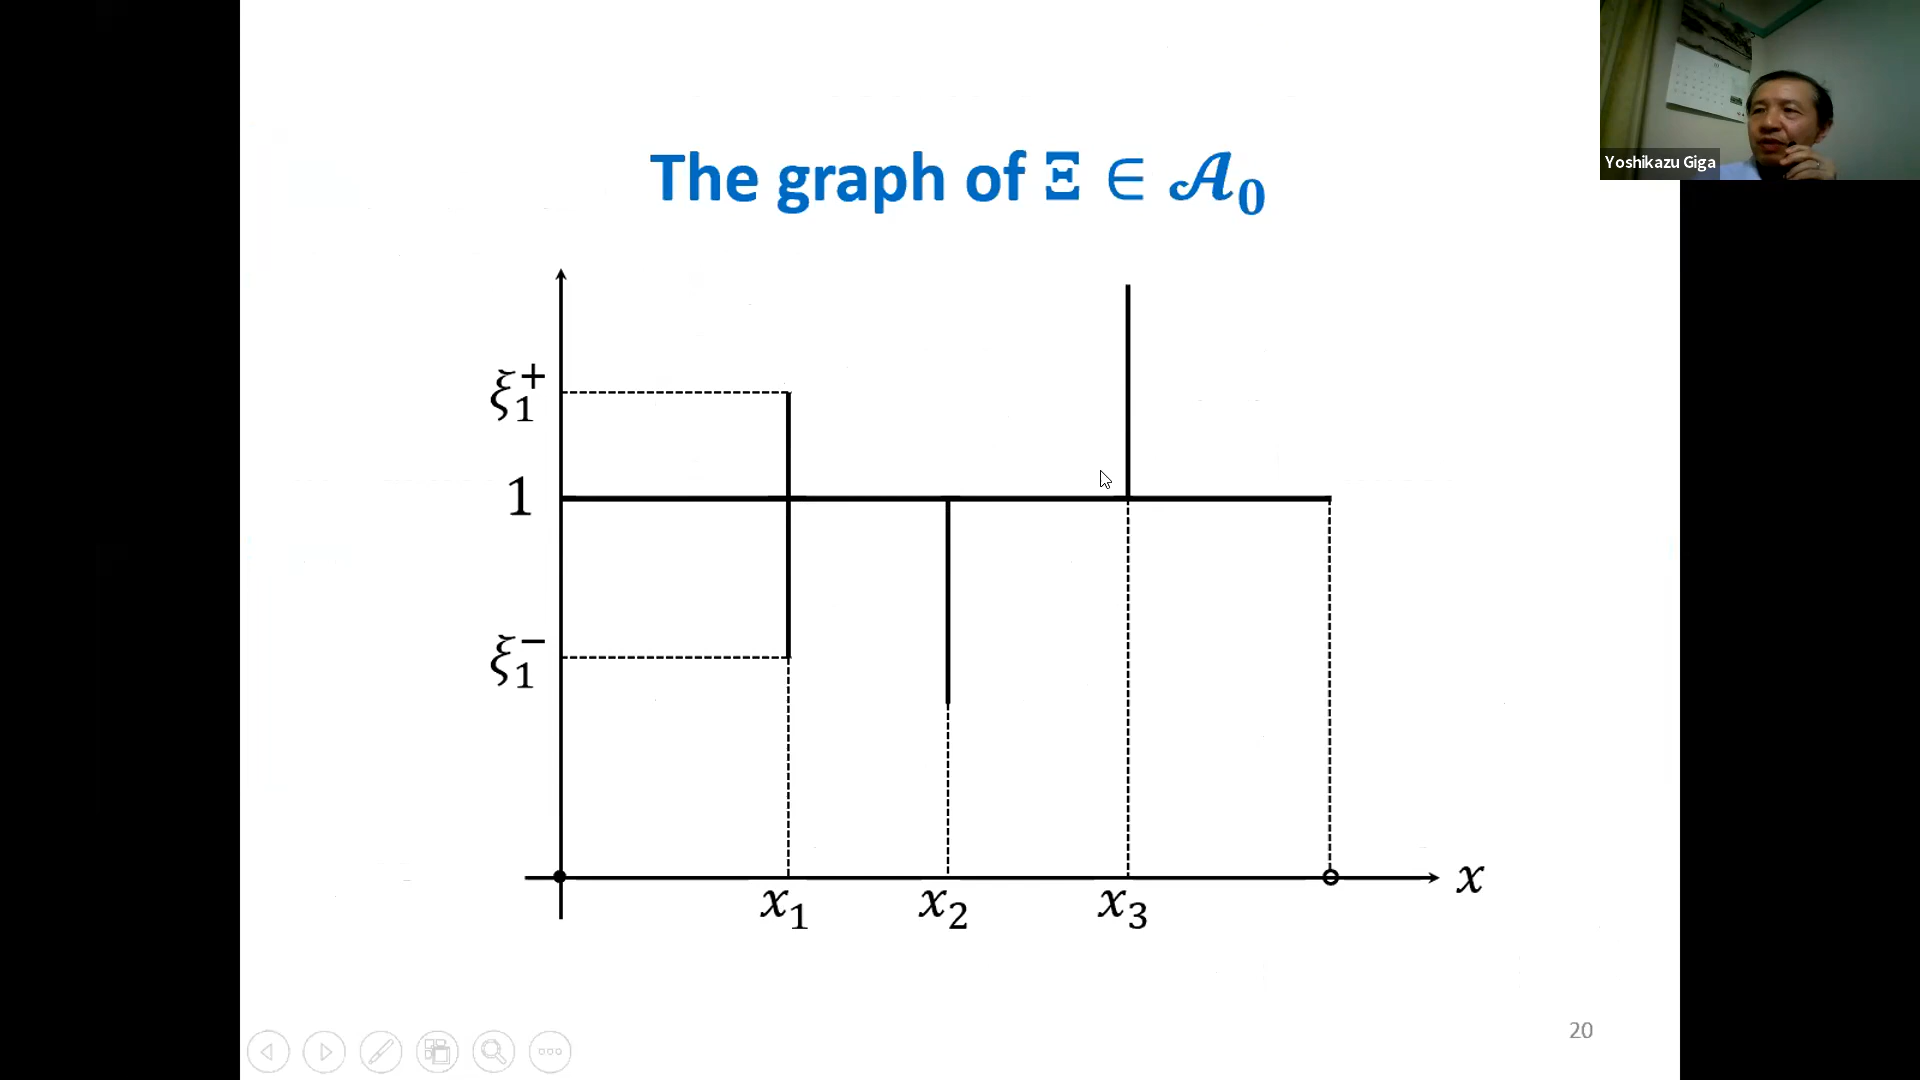 The graph of Ξ ∈ 𝒜₀
Yoshikazu Giga
ξ₁⁺
1
ξ₁⁻
x
x₁ x₂ x₃
20